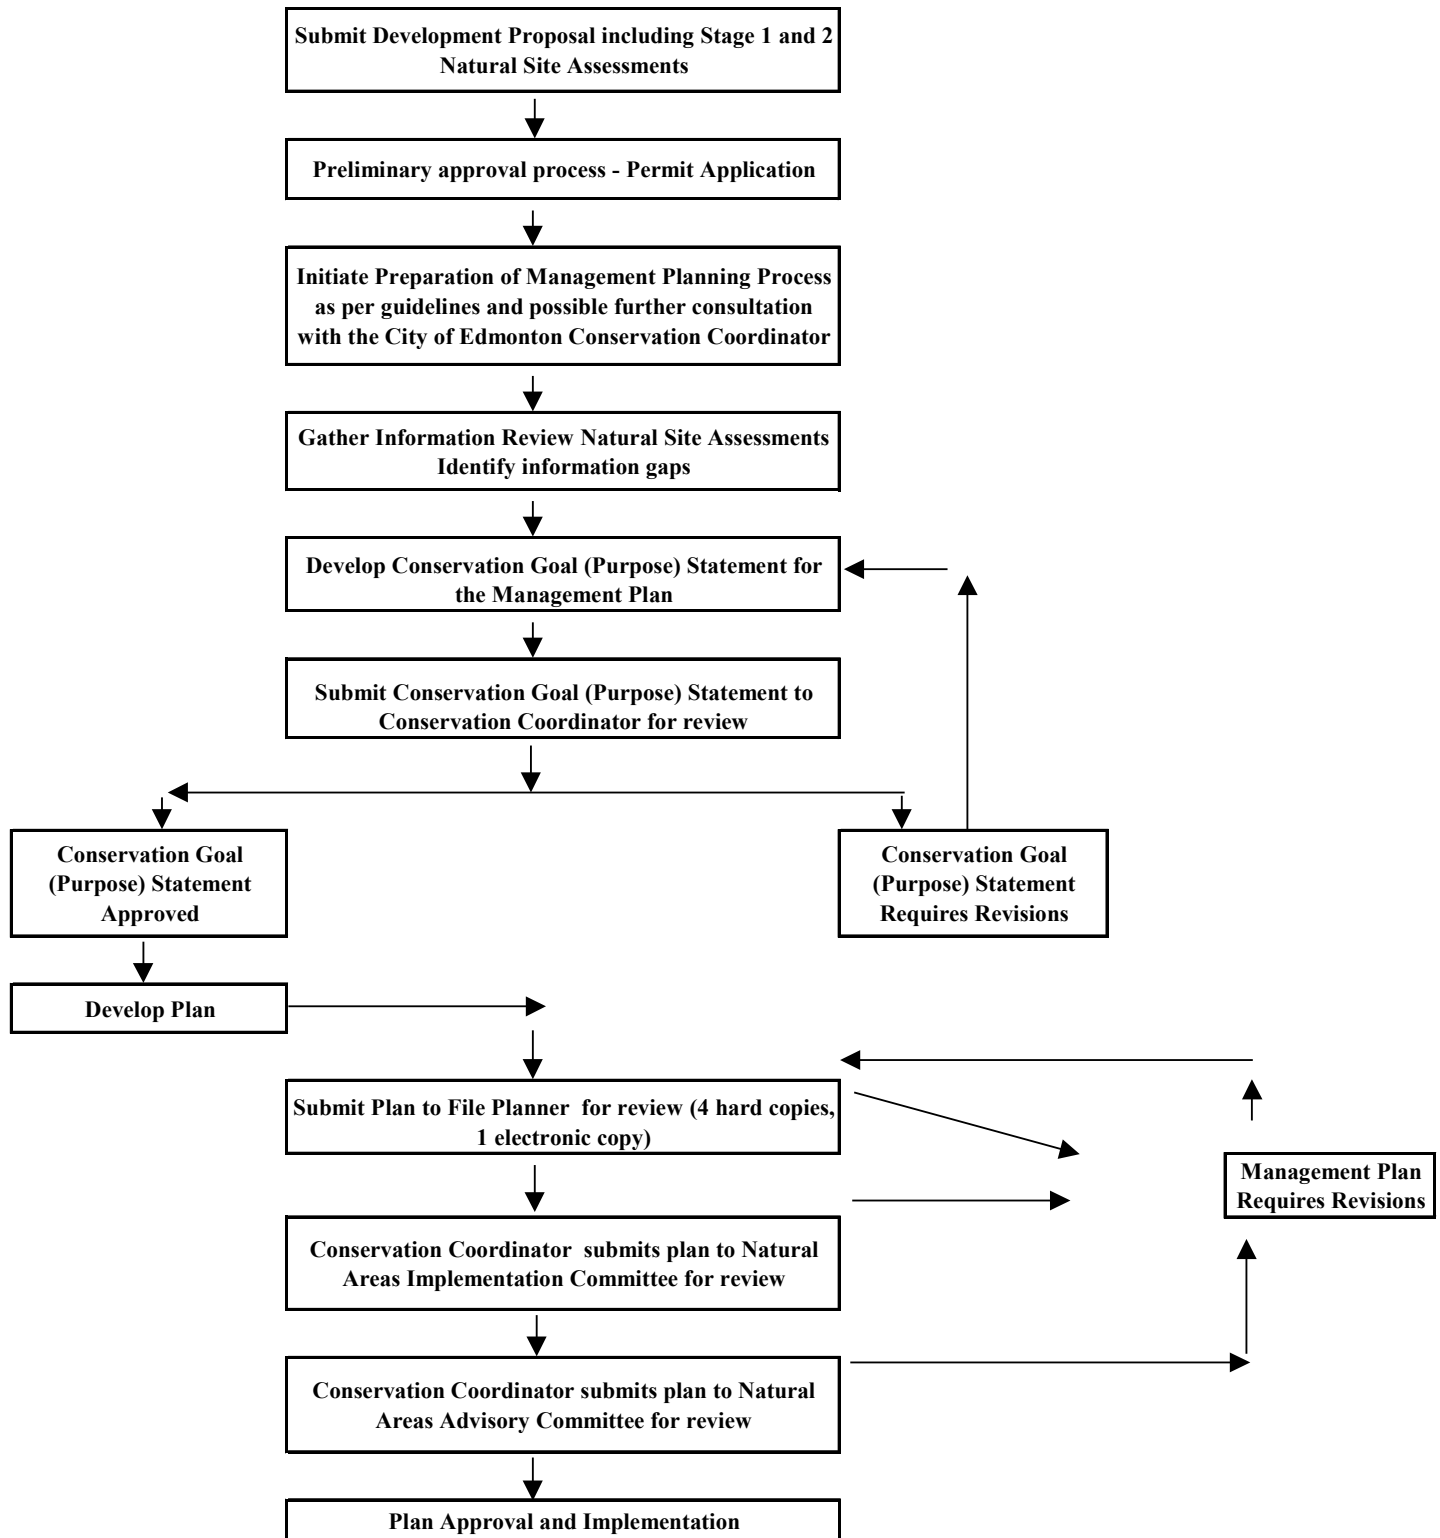 Submit Development Proposal including Stage 1 and 2
Natural Site Assessments
Preliminary approval process - Permit Application
Initiate Preparation of Management Planning Process
as per guidelines and possible further consultation
with the City of Edmonton Conservation Coordinator
Gather Information Review Natural Site Assessments
Identify information gaps
Develop Conservation Goal (Purpose) Statement for
the Management Plan
Submit Conservation Goal (Purpose) Statement to
Conservation Coordinator for review
Conservation Goal
(Purpose) Statement
Approved
Conservation Goal
(Purpose) Statement
Requires Revisions
Develop Plan
Submit Plan to File Planner  for review (4 hard copies,
1 electronic copy)
Management Plan
Requires Revisions
Conservation Coordinator  submits plan to Natural
Areas Implementation Committee for review
Conservation Coordinator submits plan to Natural
Areas Advisory Committee for review
Plan Approval and Implementation